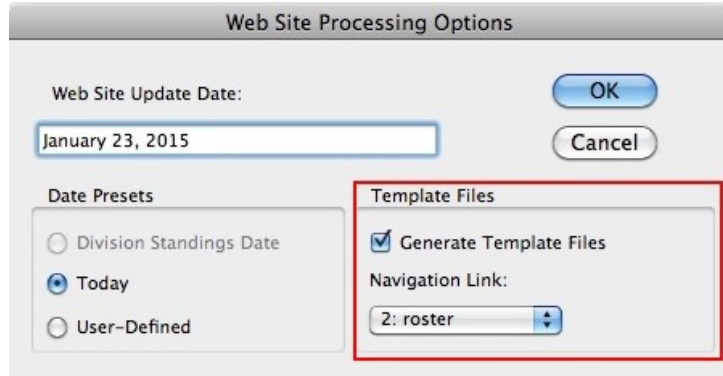 Web Site Processing Options
Web Site Update Date:
OK
January 23, 2015
Cancel
Date Presets
Division Standings Date
Today
User-Defined
Template Files
Generate Template Files
Navigation Link:
2: roster